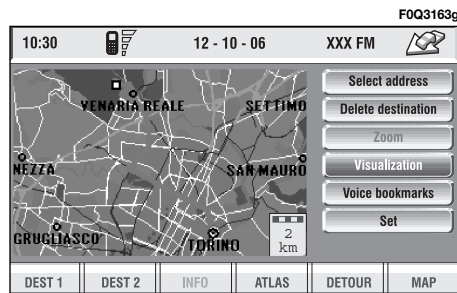 F0Q3163g
10:30 12 - 10 - 06 XXX FM
Select address
Delete destination
Zoom
Visualization
Voice bookmarks
Set
VENARIA REALE
SETTIMO
NEZZA
SAN MAURO
GRUGLIASCO
TORINO
2
km
DEST 1 DEST 2 INFO ATLAS DETOUR MAP